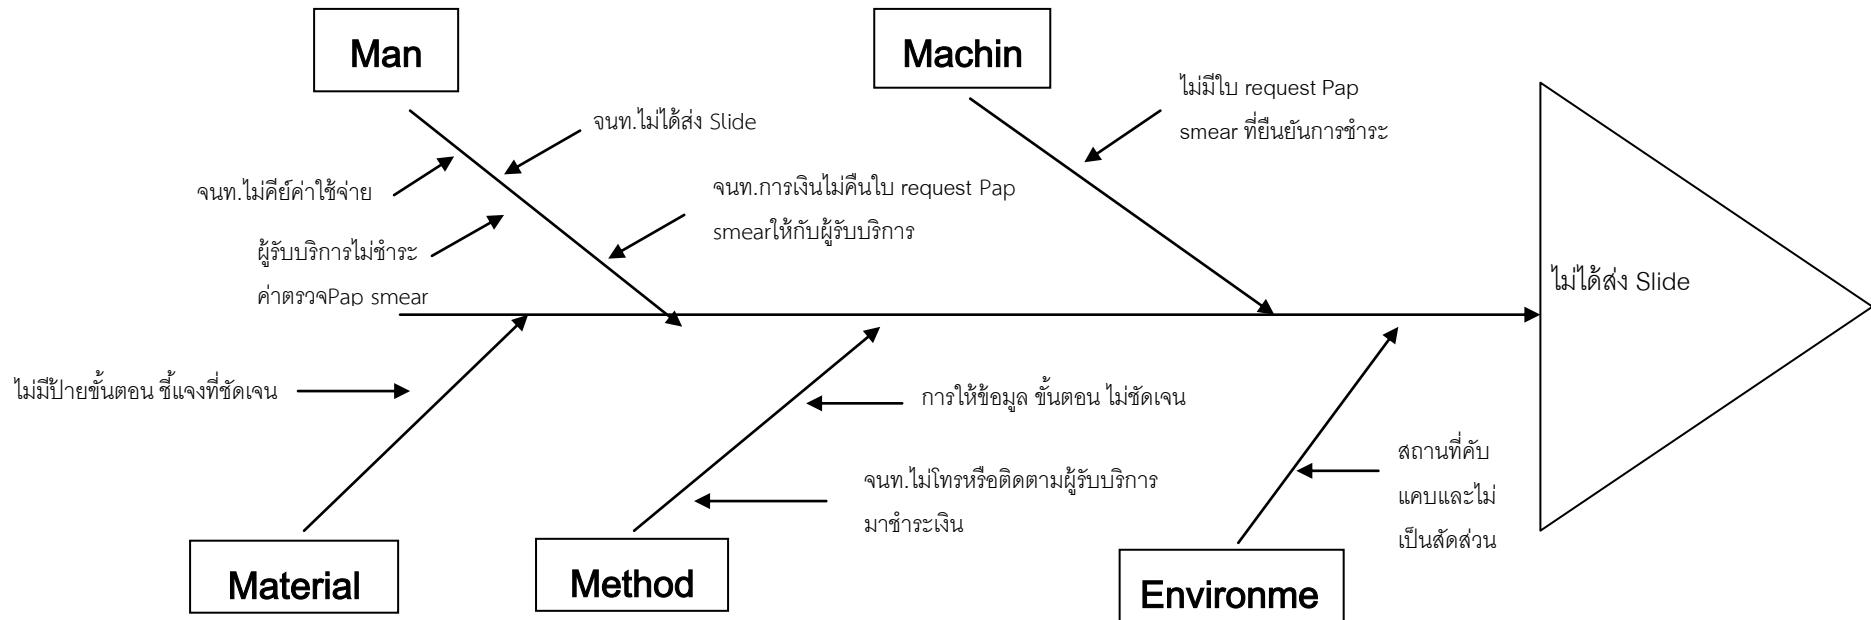 Man
Machin
จนท.ไม่ได้ส่ง Slide
ไม่มีใบ request Pap
smear ที่ยืนยันการชำระ
จนท.ไม่คีย์ค่าใช้จ่าย
จนท.การเงินไม่คืนใบ request Pap
smearให้กับผู้รับบริการ
ผู้รับบริการไม่ชำระ
ค่าตรวจPap smear
ไม่ได้ส่ง Slide
ไม่มีป้ายขั้นตอน ชี้แจงที่ชัดเจน
การให้ข้อมูล ขั้นตอน ไม่ชัดเจน
จนท.ไม่โทรหรือติดตามผู้รับบริการ
มาชำระเงิน
สถานที่คับ
แคบและไม่
เป็นสัดส่วน
Material
Method
Environme